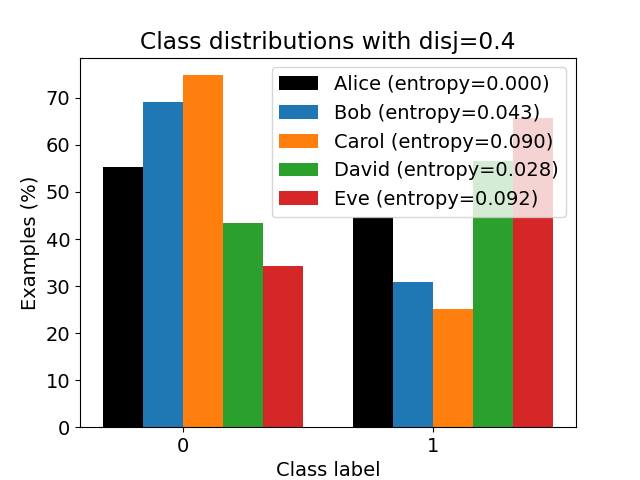 Class distributions with disj=0.4
Alice (entropy=0.000)
Bob (entropy=0.043)
Carol (entropy=0.090)
David (entropy=0.028)
Eve (entropy=0.092)
Examples (%)
70
60
50
40
30
20
10
0
0 1
Class label